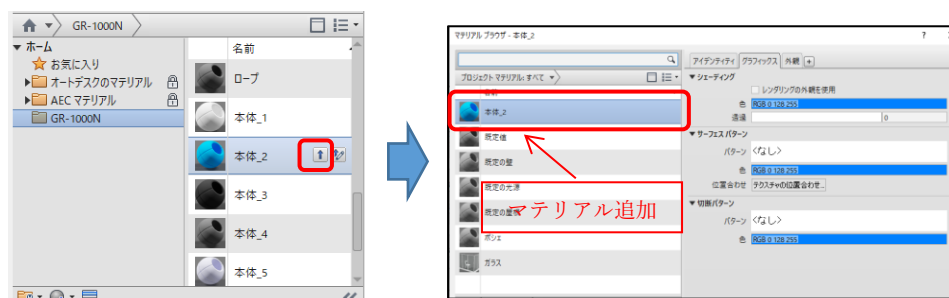 GR-1000N
ホーム
お気に入り
オートデスクのマテリアル
AEC マテリアル
GR-1000N
名前
ロープ
本体_1
本体_2
本体_3
本体_4
本体_5
マテリアル ブラウザ - 本体_2
?
プロジェクト マテリアル: すべて
名前
本体_2
既定値
既定の壁
既定の光源
既定の屋根
ポシェ
ガラス
マテリアル追加
アイデンティティ グラフィックス 外観 +
▼ シェーディング
レンダリングの外観を使用
色 RGB 0 128 255
透過 0
▼ サーフェス パターン
パターン <なし>
色 RGB 0 128 255
位置合わせ テクスチャの位置合わせ...
▼ 切断パターン
パターン <なし>
色 RGB 0 128 255